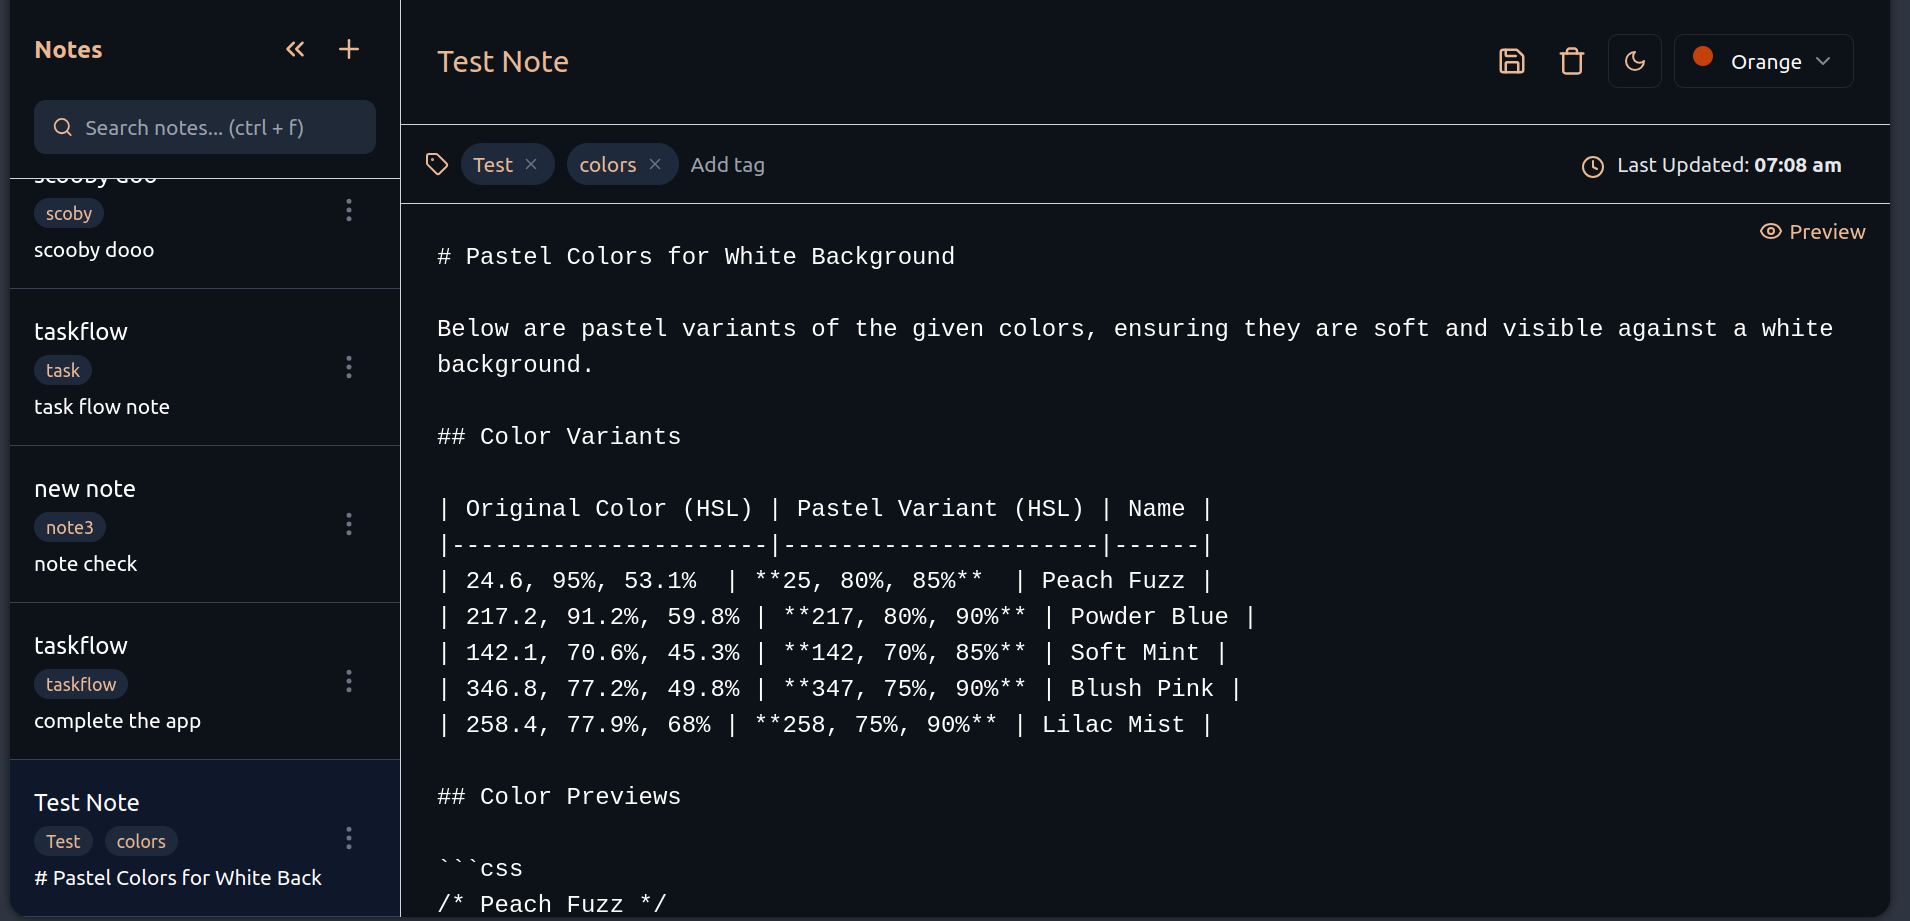 Notes
Search notes... (ctrl + f)
scooby doo
scoby
scooby dooo
taskflow
task
task flow note
new note
note3
note check
taskflow
taskflow
complete the app
Test Note
Test colors
# Pastel Colors for White Back
Test Note
Orange
Test × colors × Add tag
Last Updated: 07:08 am
Preview
# Pastel Colors for White Background
Below are pastel variants of the given colors, ensuring they are soft and visible against a white
background.
## Color Variants
| Original Color (HSL) | Pastel Variant (HSL) | Name |
|----------------------|----------------------|------|
| 24.6, 95%, 53.1%  | **25, 80%, 85%**  | Peach Fuzz |
| 217.2, 91.2%, 59.8% | **217, 80%, 90%** | Powder Blue |
| 142.1, 70.6%, 45.3% | **142, 70%, 85%** | Soft Mint |
| 346.8, 77.2%, 49.8% | **347, 75%, 90%** | Blush Pink |
| 258.4, 77.9%, 68% | **258, 75%, 90%** | Lilac Mist |
## Color Previews
```css
/* Peach Fuzz */